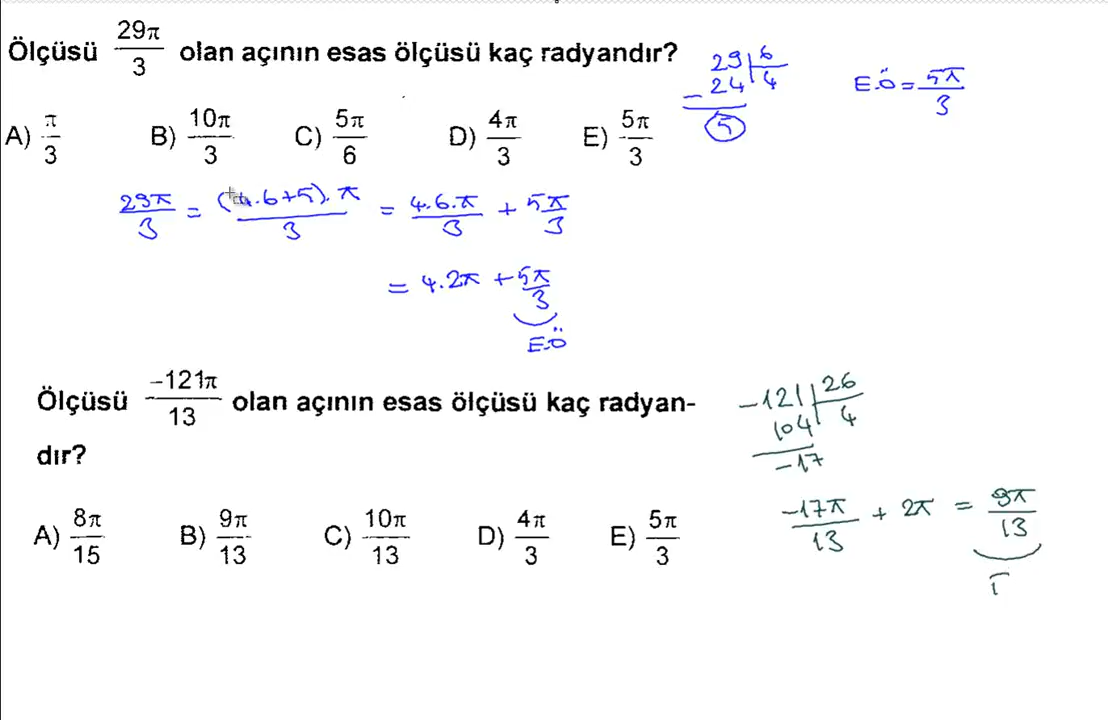 Ölçüsü 29π/3 olan açının esas ölçüsü kaç radyandır?
A) π/3 B) 10π/3 C) 5π/6 D) 4π/3 E) 5π/3
29 | 6
- 24 | 4
5
E.Ö = 5π/3
29π/3 = (4.6+5).π/3 = 4.6.π/3 + 5π/3
= 4.2π + 5π/3
E.Ö
Ölçüsü -121π/13 olan açının esas ölçüsü kaç radyan-
dır?
A) 8π/15 B) 9π/13 C) 10π/13 D) 4π/3 E) 5π/3
-121 | 26
104 | 4
-17
-17π/13 + 2π = 9π/13